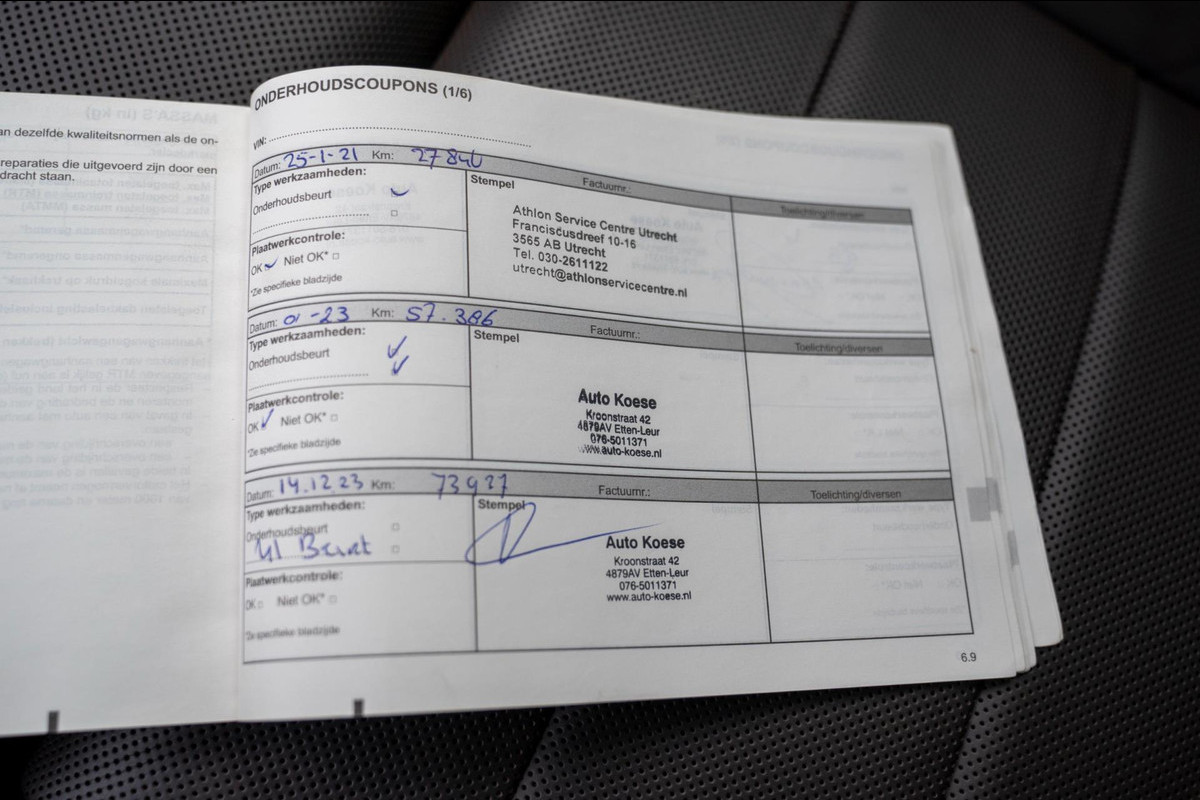 an dezelfde kwaliteitsnormen als de on-
reparaties die uitgevoerd zijn door een
dracht staan.
ONDERHOUDSCOUPONS (1/6)
VIN:
Datum: 25-1-21 Km: 27840 Factuurnr.: Toelichting/diversen
Type werkzaamheden:
Onderhoudsbeurt
Plaatwerkcontrole:
OK Niet OK*
*Zie specifieke bladzijde
Stempel
Athlon Service Centre Utrecht
Franciscusdreef 10-16
3565 AB Utrecht
Tel. 030-2611122
utrecht@athlonservicecentre.nl
Datum: 01-23 Km: 57.386 Factuurnr.: Toelichting/diversen
Type werkzaamheden:
Onderhoudsbeurt
Plaatwerkcontrole:
OK Niet OK*
*Zie specifieke bladzijde
Stempel
Auto Koese
Kroonstraat 42
4879AV Etten-Leur
076-5011371
www.auto-koese.nl
Datum: 14.12.23 Km: 73927 Factuurnr.: Toelichting/diversen
Type werkzaamheden:
Onderhoudsbeurt
Beurt
Plaatwerkcontrole:
OK Niet OK*
*Zie specifieke bladzijde
Stempel
Auto Koese
Kroonstraat 42
4879AV Etten-Leur
076-5011371
www.auto-koese.nl
6.9